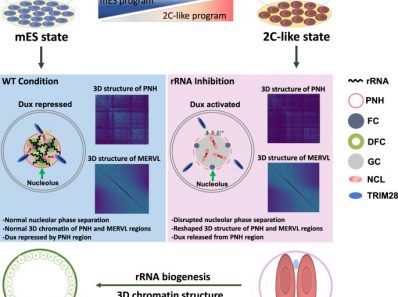 mES program
2C-like program
mES state
2C-like state
WT Condition
rRNA Inhibition
Dux repressed
3D structure of PNH
3D structure of MERVL
Nucleolus
-Normal nucleolar phase separation
-Normal 3D chromatin of PNH and MERVL regions
-Dux repressed by PNH region
Dux activated
3D structure of PNH
3D structure of MERVL
Nucleolus
-Disrupted nucleolar phase separation
-Reshaped 3D structure of PNH and MERVL regions
-Dux released from PNH region
rRNA
PNH
FC
DFC
GC
NCL
TRIM28
rRNA biogenesis
3D chromatin structure